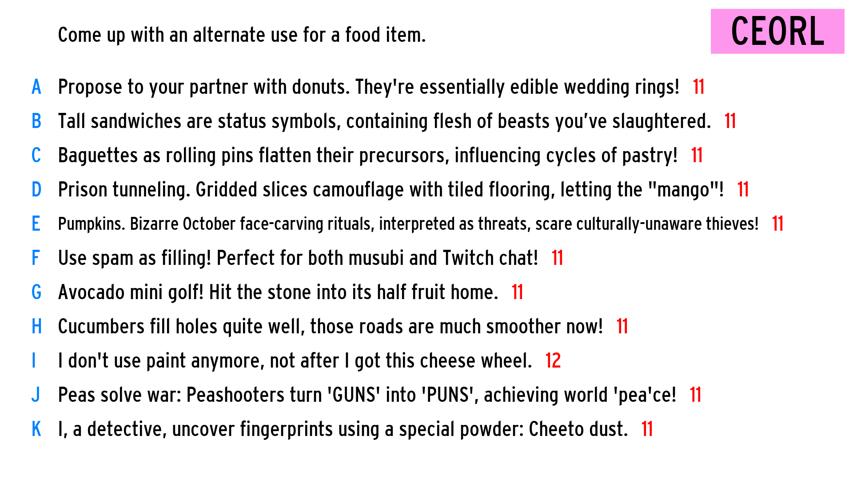 Come up with an alternate use for a food item.
CEORL
A Propose to your partner with donuts. They're essentially edible wedding rings! 11
B Tall sandwiches are status symbols, containing flesh of beasts you’ve slaughtered. 11
C Baguettes as rolling pins flatten their precursors, influencing cycles of pastry! 11
D Prison tunneling. Gridded slices camouflage with tiled flooring, letting the "mango"! 11
E Pumpkins. Bizarre October face-carving rituals, interpreted as threats, scare culturally-unaware thieves! 11
F Use spam as filling! Perfect for both musubi and Twitch chat! 11
G Avocado mini golf! Hit the stone into its half fruit home. 11
H Cucumbers fill holes quite well, those roads are much smoother now! 11
I I don't use paint anymore, not after I got this cheese wheel. 12
J Peas solve war: Peashooters turn 'GUNS' into 'PUNS', achieving world 'pea'ce! 11
K I, a detective, uncover fingerprints using a special powder: Cheeto dust. 11